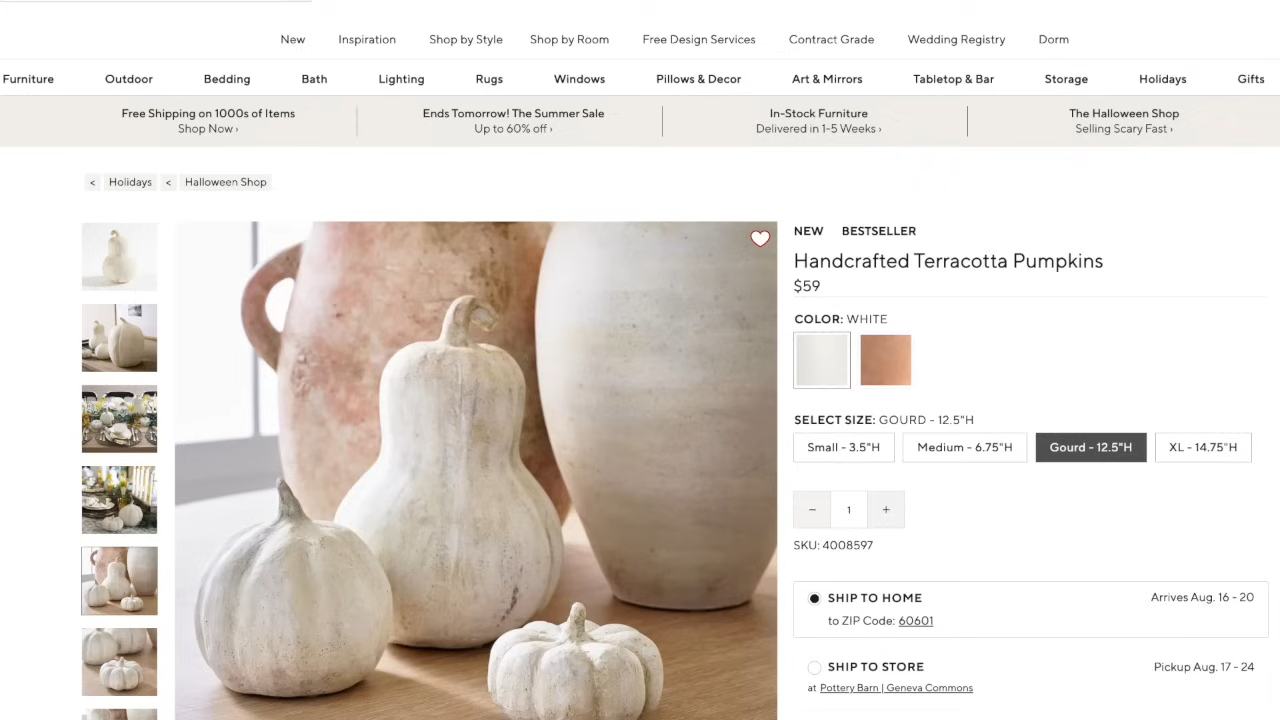 New Inspiration Shop by Style Shop by Room Free Design Services Contract Grade Wedding Registry Dorm
Furniture Outdoor Bedding Bath Lighting Rugs Windows Pillows & Decor Art & Mirrors Tabletop & Bar Storage Holidays Gifts
Free Shipping on 1000s of Items
Shop Now ›
Ends Tomorrow! The Summer Sale
Up to 60% off ›
In-Stock Furniture
Delivered in 1-5 Weeks ›
The Halloween Shop
Selling Scary Fast ›
< Holidays < Halloween Shop
NEW BESTSELLER
Handcrafted Terracotta Pumpkins
$59
COLOR: WHITE
SELECT SIZE: GOURD - 12.5"H
Small - 3.5"H Medium - 6.75"H Gourd - 12.5"H XL - 14.75"H
− 1 +
SKU: 4008597
SHIP TO HOME Arrives Aug. 16 - 20
to ZIP Code: 60601
SHIP TO STORE Pickup Aug. 17 - 24
at Pottery Barn | Geneva Commons